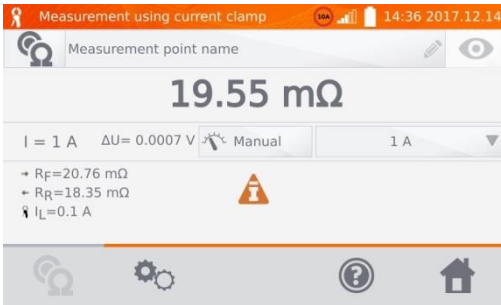 Measurement using current clamp 10A 14:36 2017.12.14
Measurement point name
19.55 mΩ
I = 1 A ΔU= 0.0007 V Manual 1 A
→ RF=20.76 mΩ
← RR=18.35 mΩ
IL=0.1 A